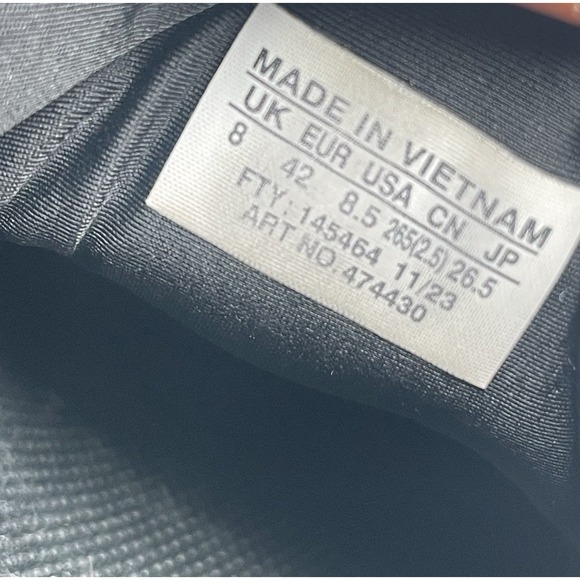 MADE IN VIETNAM
UK EUR USA CN JP
8 42 8.5 265(2.5) 26.5
FTY: 145464 11/23
ART NO. 474430